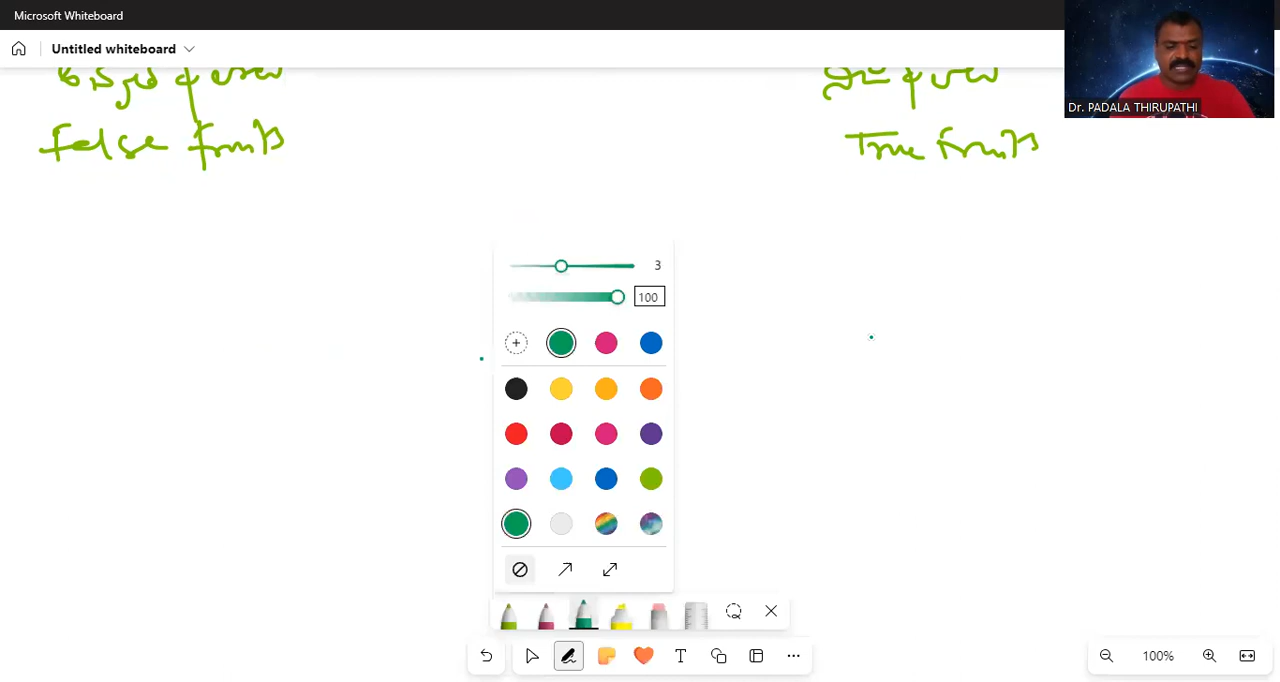 Microsoft Whiteboard
Untitled whiteboard
Dr. PADALA THIRUPATHI
False fruits
True fruits
3
100
100%